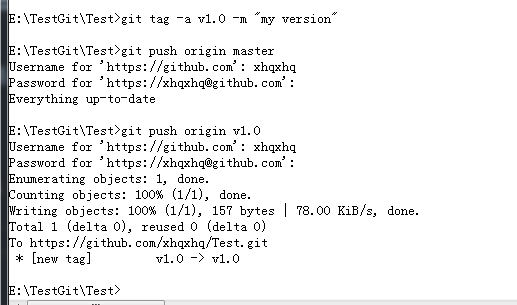 E:\TestGit\Test>git tag -a v1.0 -m "my version"
E:\TestGit\Test>git push origin master
Username for 'https://github.com': xhqxhq
Password for 'https://xhqxhq@github.com':
Everything up-to-date
E:\TestGit\Test>git push origin v1.0
Username for 'https://github.com': xhqxhq
Password for 'https://xhqxhq@github.com':
Enumerating objects: 1, done.
Counting objects: 100% (1/1), done.
Writing objects: 100% (1/1), 157 bytes | 78.00 KiB/s, done.
Total 1 (delta 0), reused 0 (delta 0)
To https://github.com/xhqxhq/Test.git
 * [new tag]         v1.0 -> v1.0
E:\TestGit\Test>